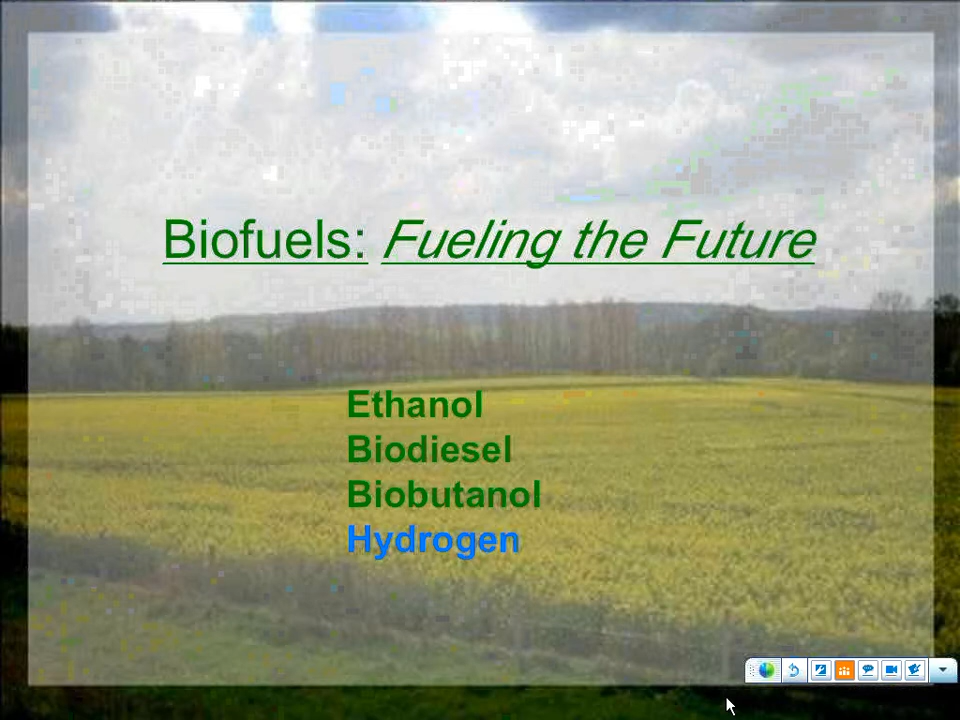 Biofuels: Fueling the Future
Ethanol
Biodiesel
Biobutanol
Hydrogen